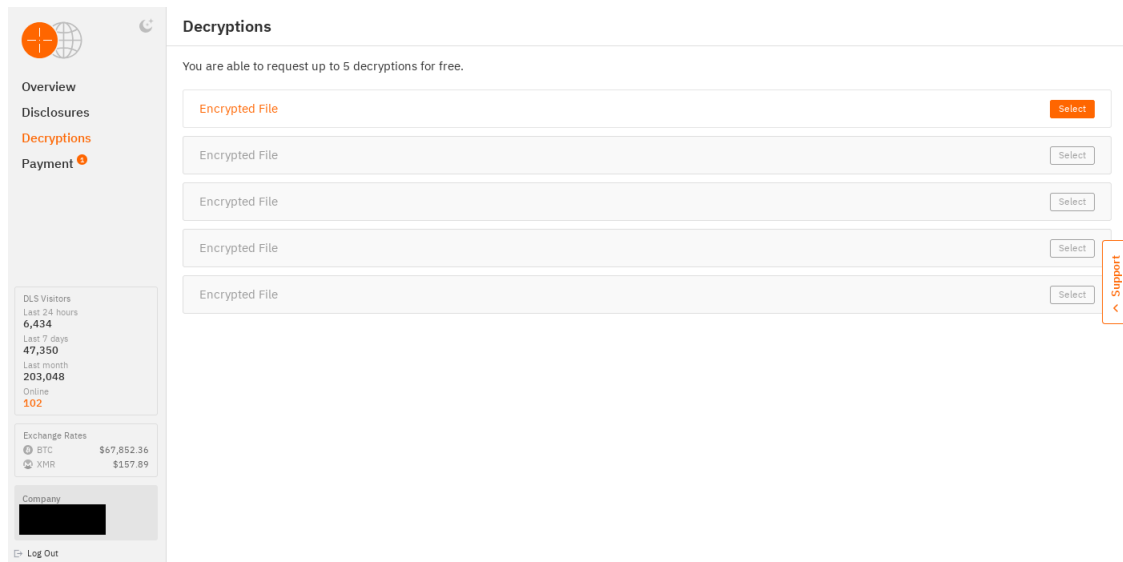 Decryptions
You are able to request up to 5 decryptions for free.
Overview
Disclosures
Decryptions
Payment 1
Encrypted File Select
Encrypted File Select
Encrypted File Select
Encrypted File Select
Encrypted File Select
Support
DLS Visitors
Last 24 hours
6,434
Last 7 days
47,350
Last month
203,048
Online
102
Exchange Rates
BTC $67,852.36
XMR $157.89
Company
Log Out